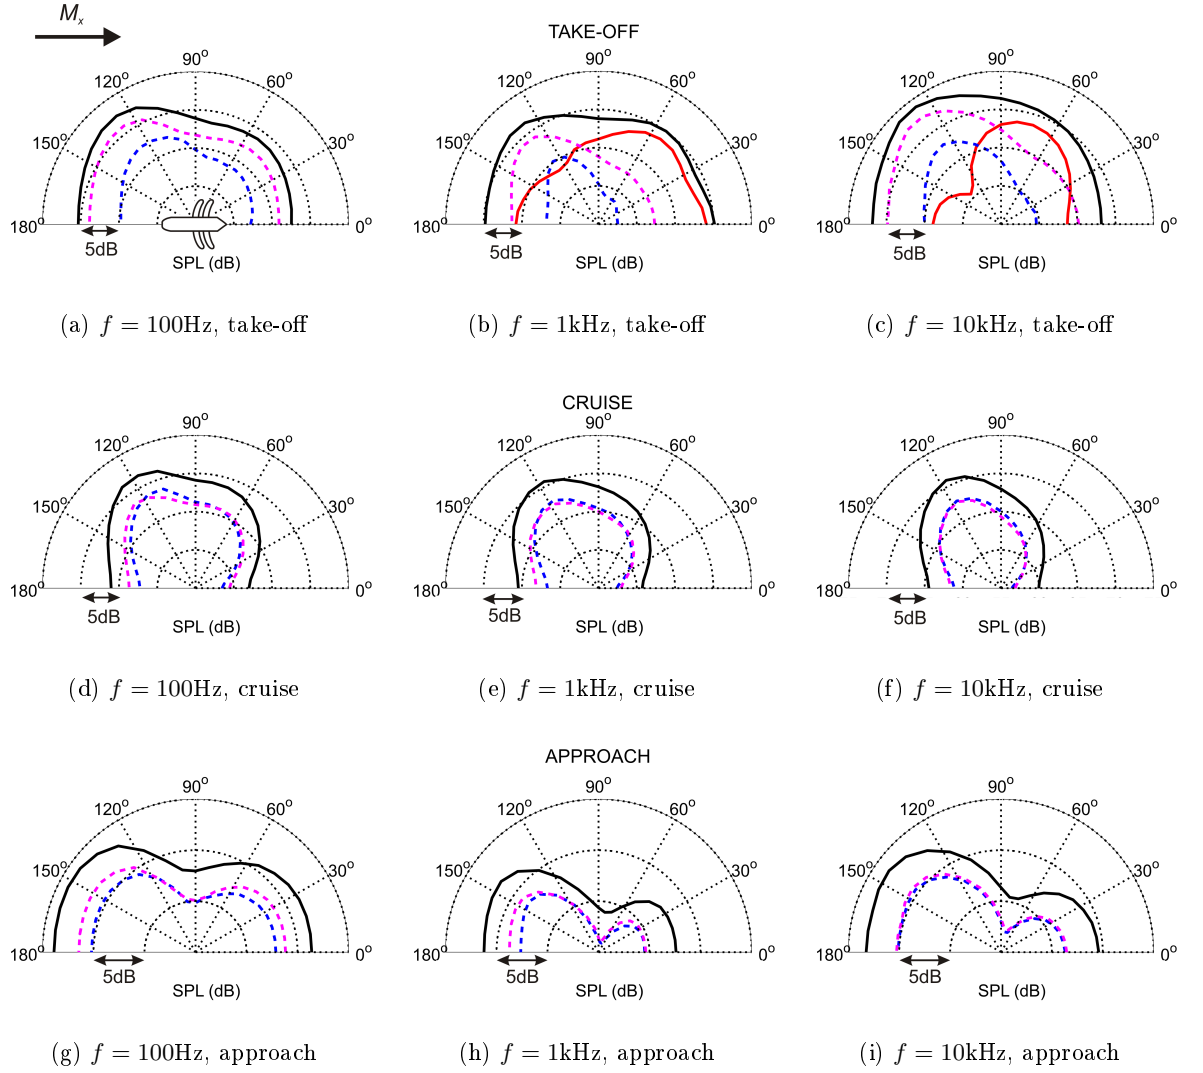 Mx
TAKE-OFF
90° 90° 90°
120° 60° 120° 60° 120° 60°
150° 30° 150° 30° 150° 30°
180° 0° 180° 0° 180° 0°
5dB 5dB 5dB
SPL (dB) SPL (dB) SPL (dB)
(a) f = 100Hz, take-off (b) f = 1kHz, take-off (c) f = 10kHz, take-off
CRUISE
90° 90° 90°
120° 60° 120° 60° 120° 60°
150° 30° 150° 30° 150° 30°
180° 0° 180° 0° 180° 0°
5dB 5dB 5dB
SPL (dB) SPL (dB) SPL (dB)
(d) f = 100Hz, cruise (e) f = 1kHz, cruise (f) f = 10kHz, cruise
APPROACH
90° 90° 90°
120° 60° 120° 60° 120° 60°
150° 30° 150° 30° 150° 30°
180° 0° 180° 0° 180° 0°
5dB 5dB 5dB
SPL (dB) SPL (dB) SPL (dB)
(g) f = 100Hz, approach (h) f = 1kHz, approach (i) f = 10kHz, approach